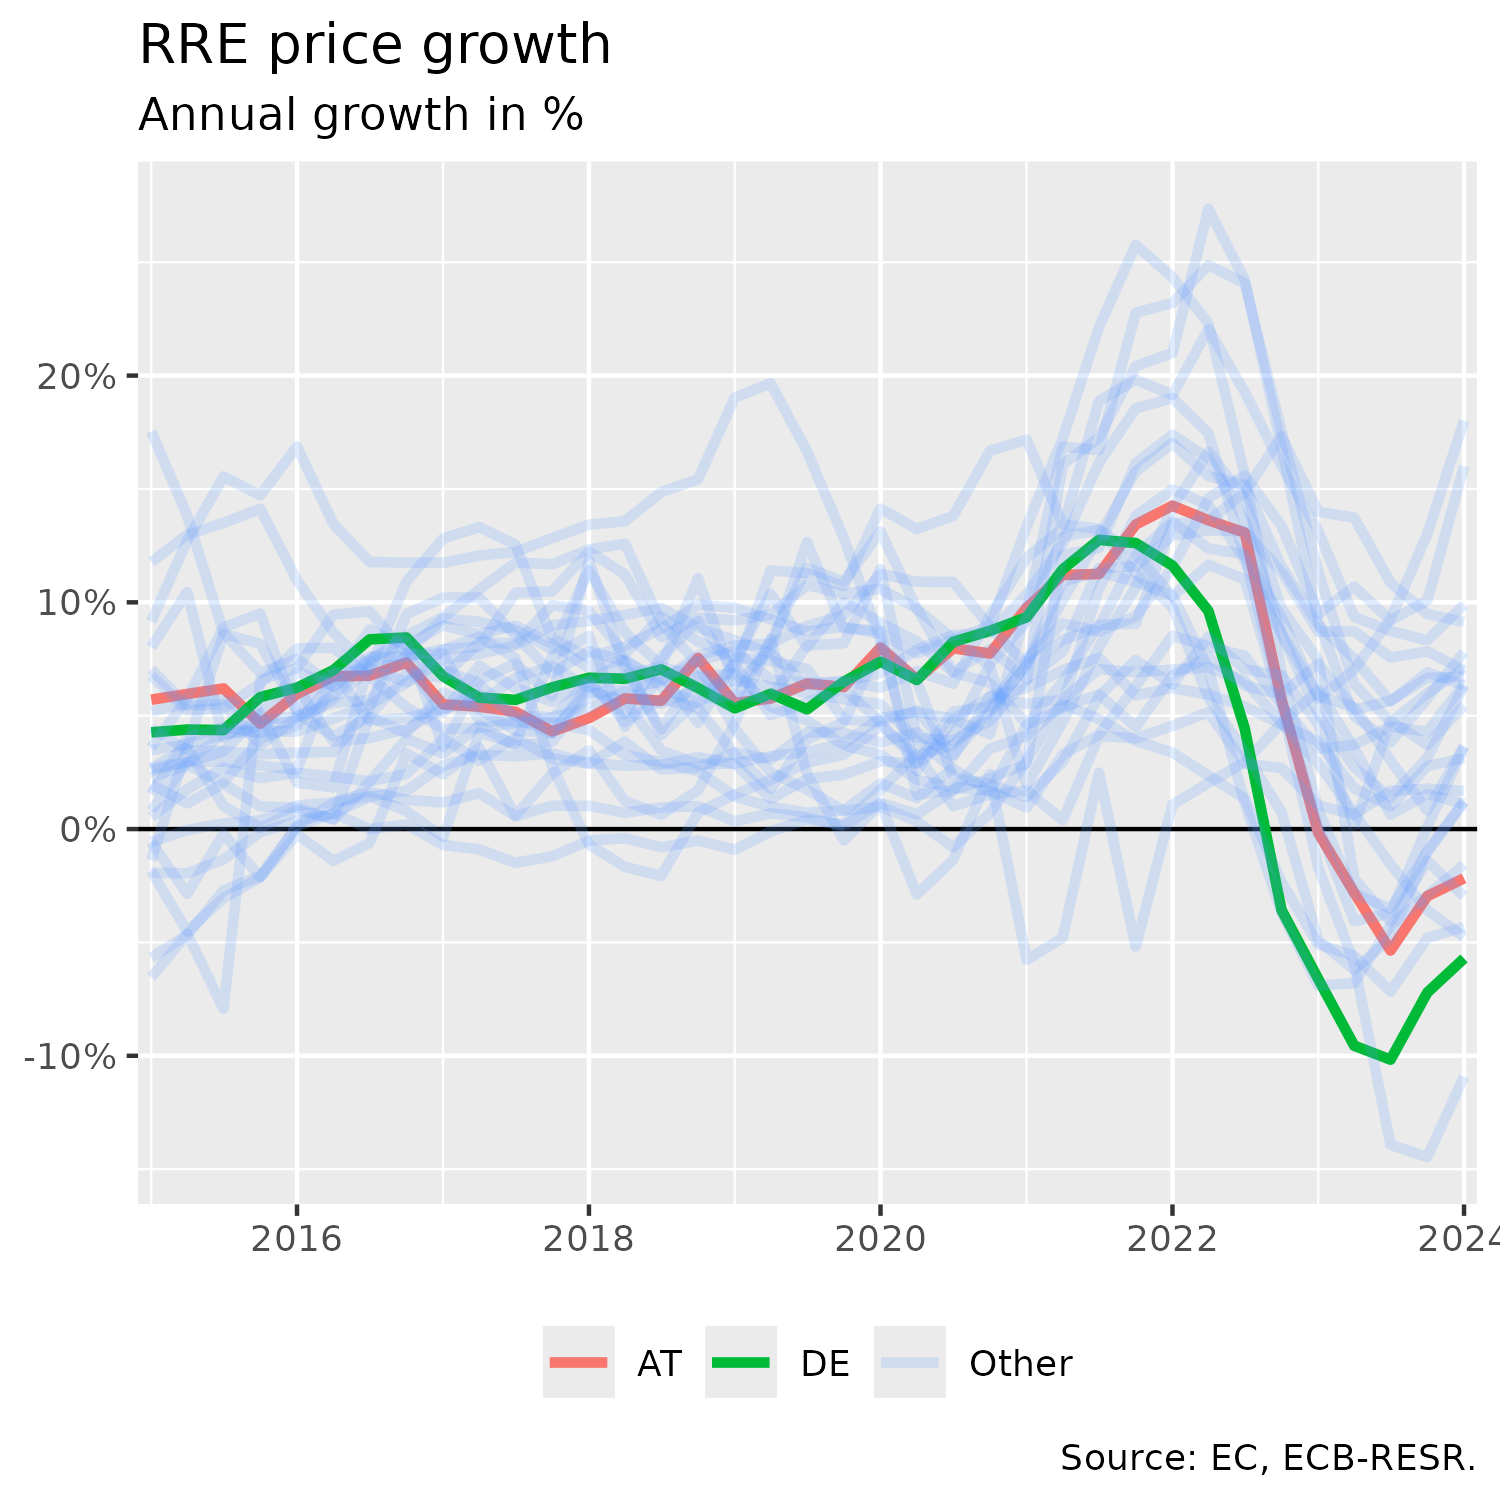 RRE price growth
Annual growth in %
20%
10%
0%
-10%
2016 2018 2020 2022 2024
AT DE Other
Source: EC, ECB-RESR.